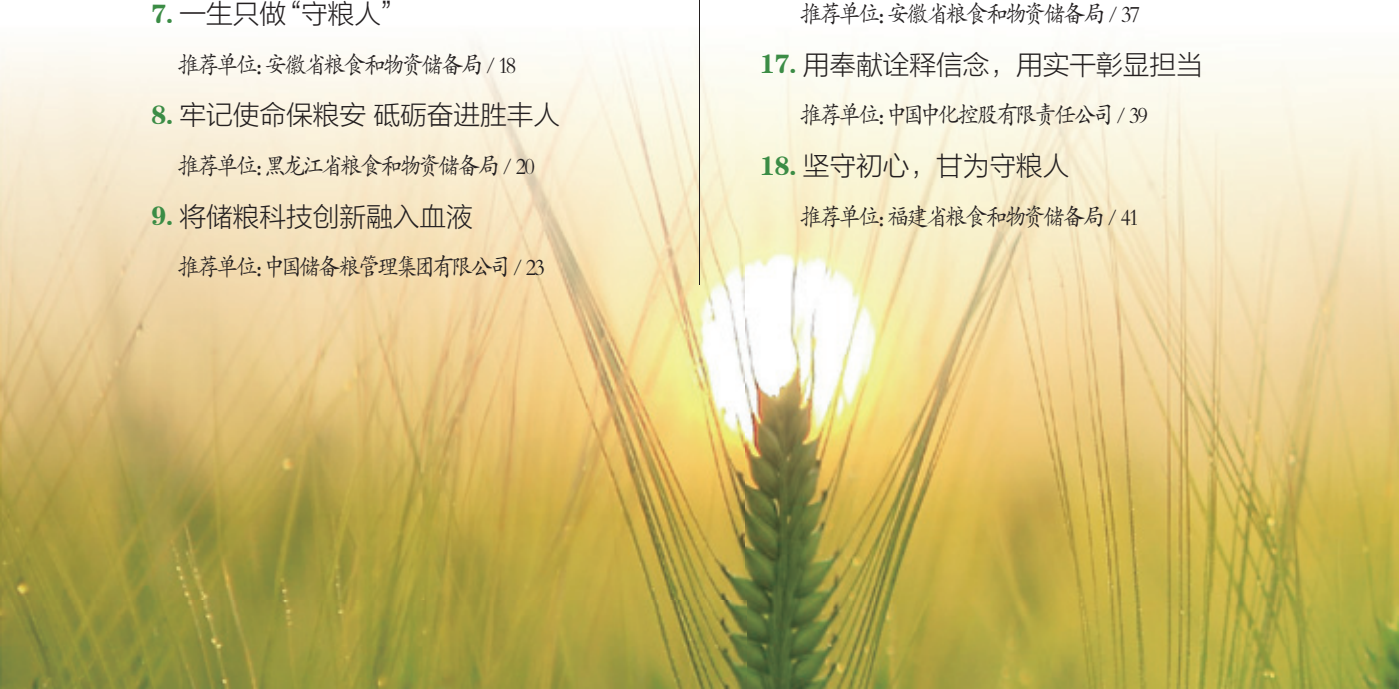 7. 一生只做“守粮人”
推荐单位：安徽省粮食和物资储备局 / 18
8. 牢记使命保粮安 砥砺奋进胜丰人
推荐单位：黑龙江省粮食和物资储备局 / 20
9. 将储粮科技创新融入血液
推荐单位：中国储备粮管理集团有限公司 / 23
推荐单位：安徽省粮食和物资储备局 / 37
17. 用奉献诠释信念，用实干彰显担当
推荐单位：中国中化控股有限责任公司 / 39
18. 坚守初心，甘为守粮人
推荐单位：福建省粮食和物资储备局 / 41